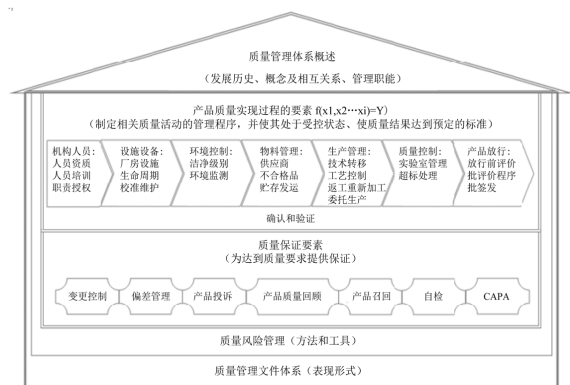 质量管理体系概述
（发展历史、概念及相互关系、管理职能）
产品质量实现过程的要素 f(x1,x2…xi)=Y）
（制定相关质量活动的管理程序，并使其处于受控状态、使质量结果达到预定的标准）
机构人员:
人员资质
人员培训
职责授权
设施设备:
厂房设施
生命周期
校准维护
环境控制:
洁净级别
环境监测
物料管理:
供应商
不合格品
贮存发运
生产管理:
技术转移
工艺控制
返工重新加工
委托生产
质量控制:
实验室管理
超标处理
产品放行:
放行前评价
批评价程序
批签发
确认和验证
质量保证要素
（为达到质量要求提供保证）
变更控制
偏差管理
产品投诉
产品质量回顾
产品召回
自检
CAPA
质量风险管理（方法和工具）
质量管理文件体系（表现形式）